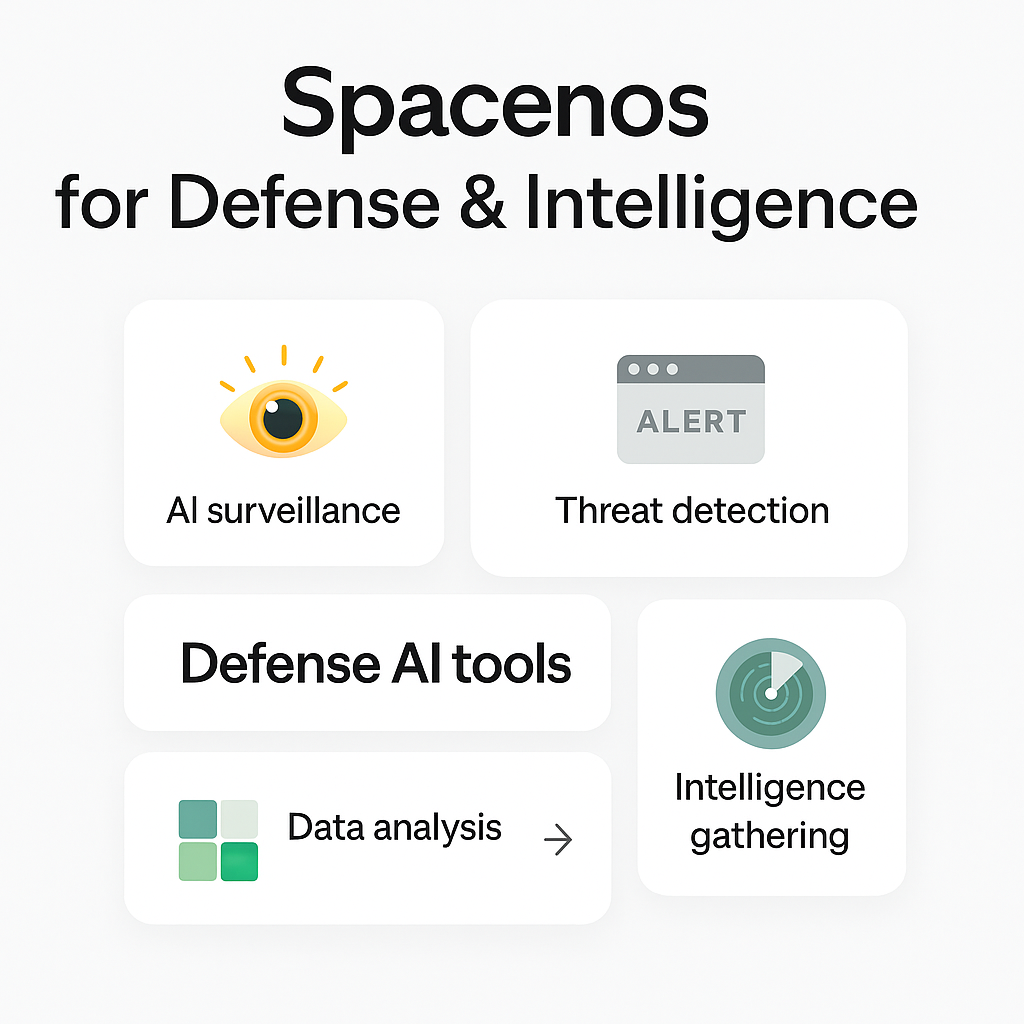 Spacenos
for Defense & Intelligence
AI surveillance
ALERT
Threat detection
Defense AI tools
Data analysis
Intelligence
gathering